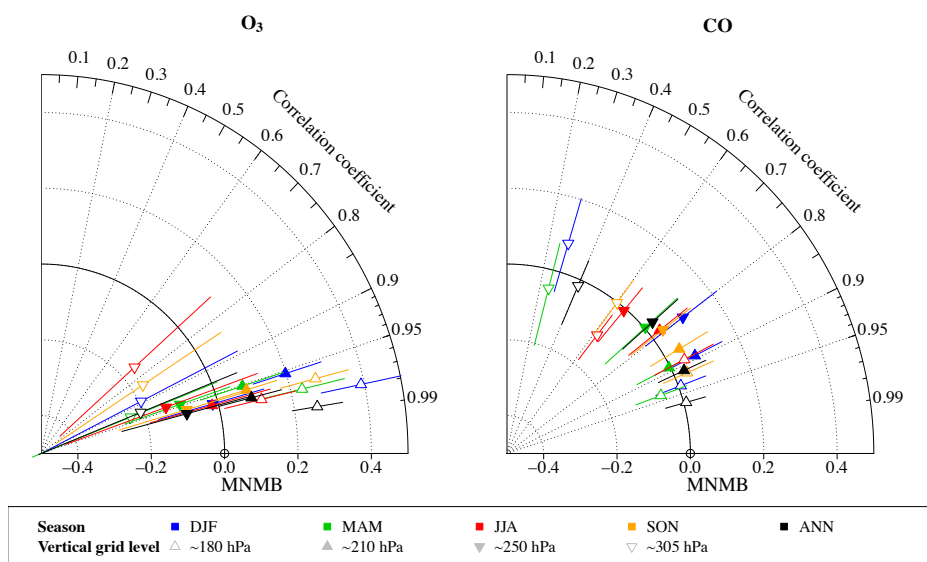 O₃
CO
0.1
0.2
0.3
0.4
0.5
0.6
0.7
0.8
0.9
0.95
0.99
Correlation coefficient
−0.4 −0.2 0.0 0.2 0.4
MNMB
0.1
0.2
0.3
0.4
0.5
0.6
0.7
0.8
0.9
0.95
0.99
Correlation coefficient
−0.4 −0.2 0.0 0.2 0.4
MNMB
Season DJF MAM JJA SON ANN
Vertical grid level ~180 hPa ~210 hPa ~250 hPa ~305 hPa